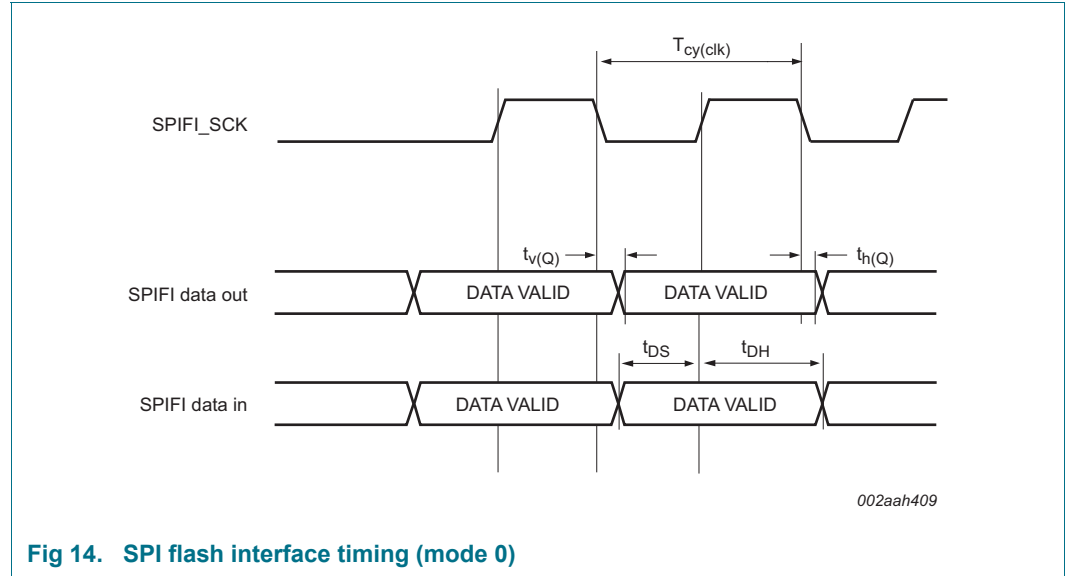 Tcy(clk)
SPIFI_SCK
tv(Q)
th(Q)
SPIFI data out
DATA VALID
DATA VALID
tDS
tDH
SPIFI data in
DATA VALID
DATA VALID
002aah409
Fig 14. SPI flash interface timing (mode 0)